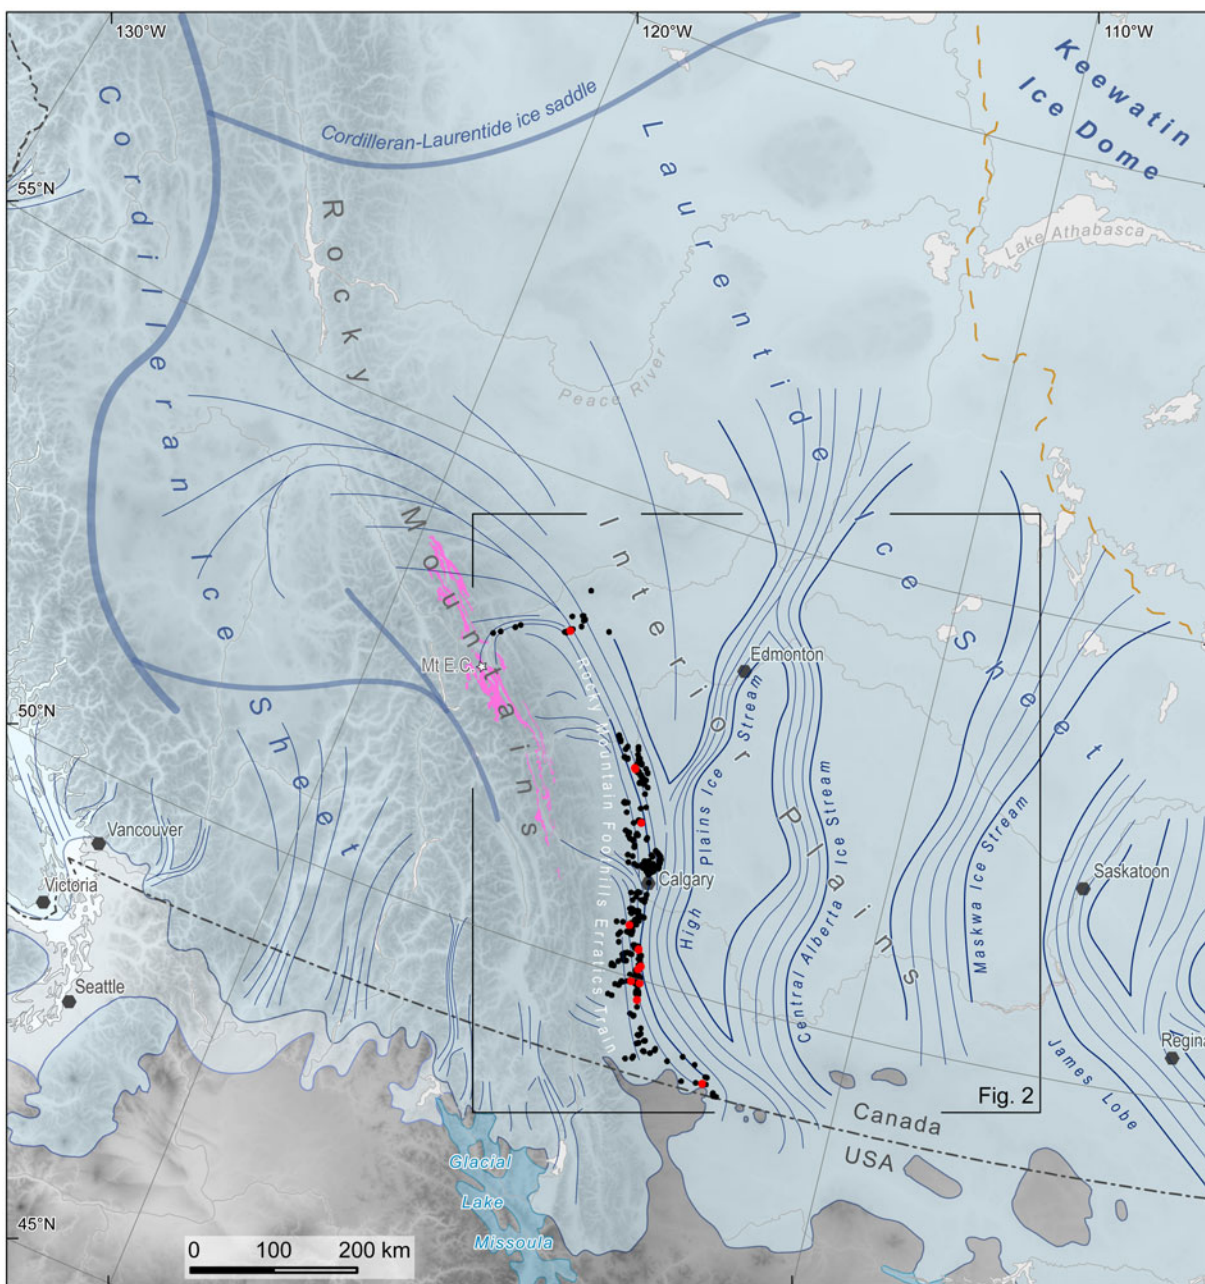 130°W
120°W
110°W
Keewatin
Ice Dome
Cordilleran-Laurentide ice saddle
Cordilleran Ice Sheet
Laurentide Ice Sheet
Rocky Mountains
55°N
Lake Athabasca
Peace River
Interior Plains
Mt E.C.
Edmonton
50°N
Rocky Mountain Foothills Erratics Train
High Plains Ice Stream
Central Alberta Ice Stream
Maskwa Ice Stream
Vancouver
Victoria
Calgary
Saskatoon
Seattle
Regina
James Lobe
Fig. 2
Canada
USA
Glacial
Lake
Missoula
45°N
0 100 200 km